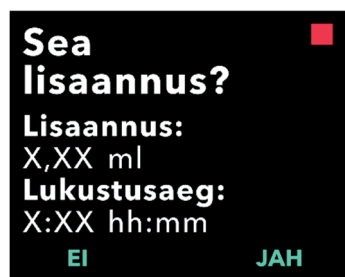 Sea
lisaannus?
Lisaannus:
X,XX ml
Lukustusaeg:
X:XX hh:mm
EI JAH